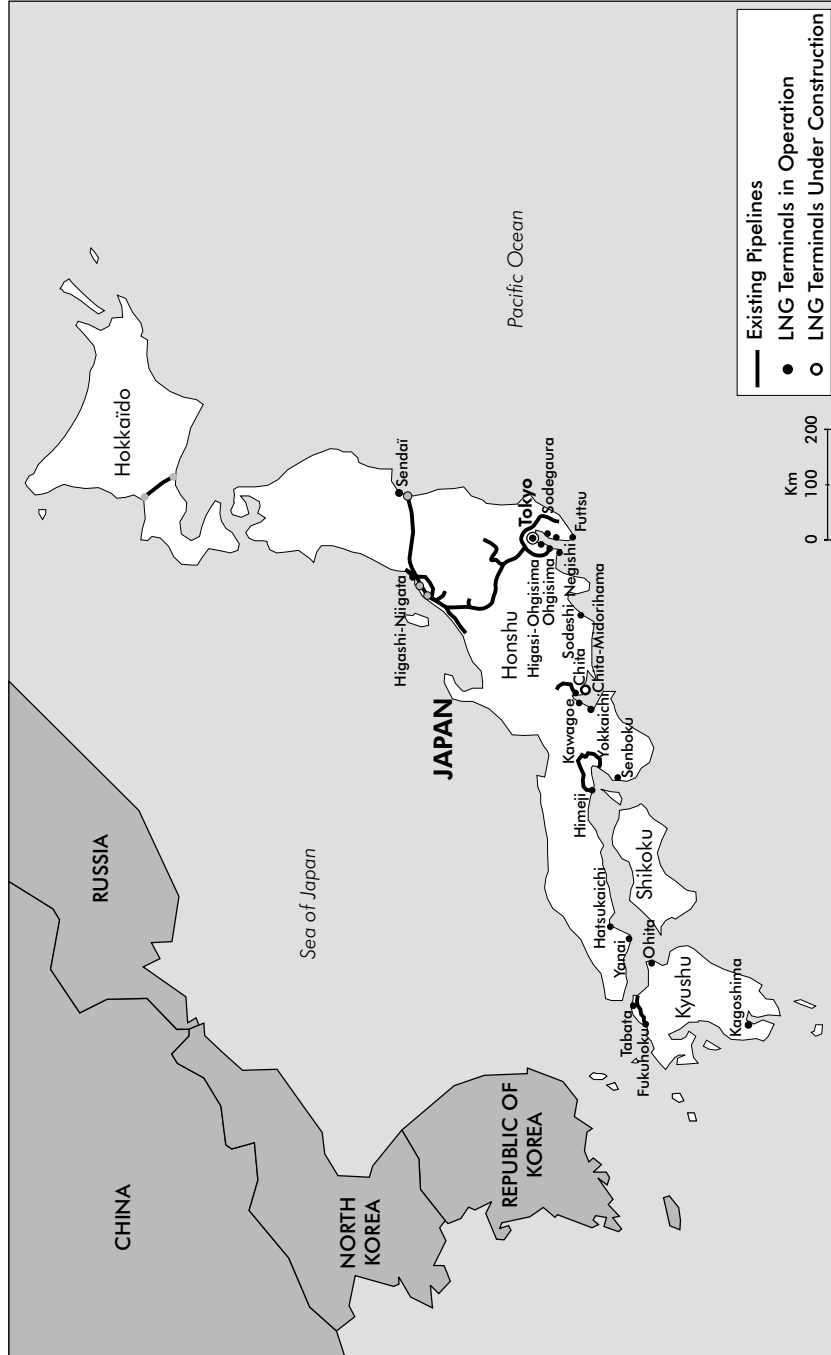 CHINA
RUSSIA
NORTH
KOREA
REPUBLIC OF
KOREA
Sea of Japan
JAPAN
Pacific Ocean
Hokkaïdo
Honshu
Shikoku
Kyushu
Sendaï
Higashi-Niigata
Tokyo
Sodegaura
Futtsu
Higasi-Ohgisima
Ohgisima
Negishi
Sodeshi
Chita
Chita-Midorihama
Kawagoe
Yokkaichi
Senboku
Himeji
Hatsukaichi
Yanai
Ohita
Tabata
Fukuhoku
Kagoshima
Km
0 100 200
Existing Pipelines
LNG Terminals in Operation
LNG Terminals Under Construction